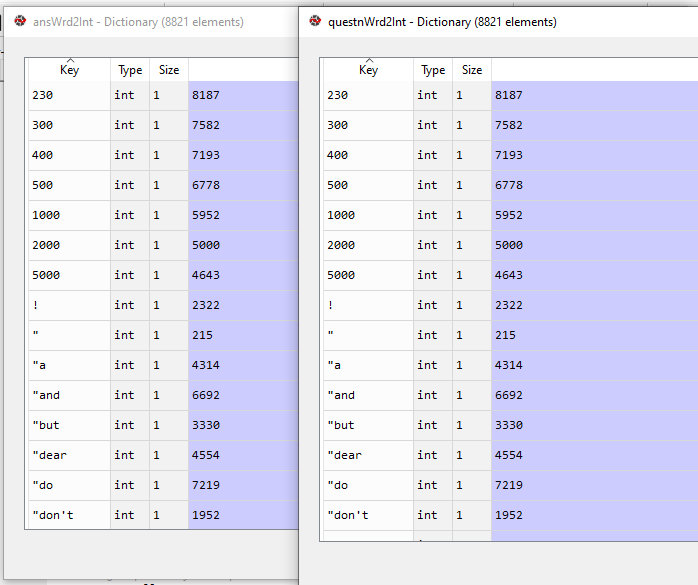 ansWrd2Int - Dictionary (8821 elements)
Key Type Size
230 int 1 8187
300 int 1 7582
400 int 1 7193
500 int 1 6778
1000 int 1 5952
2000 int 1 5000
5000 int 1 4643
! int 1 2322
" int 1 215
"a int 1 4314
"and int 1 6692
"but int 1 3330
"dear int 1 4554
"do int 1 7219
"don't int 1 1952
questnWrd2Int - Dictionary (8821 elements)
Key Type Size
230 int 1 8187
300 int 1 7582
400 int 1 7193
500 int 1 6778
1000 int 1 5952
2000 int 1 5000
5000 int 1 4643
! int 1 2322
" int 1 215
"a int 1 4314
"and int 1 6692
"but int 1 3330
"dear int 1 4554
"do int 1 7219
"don't int 1 1952